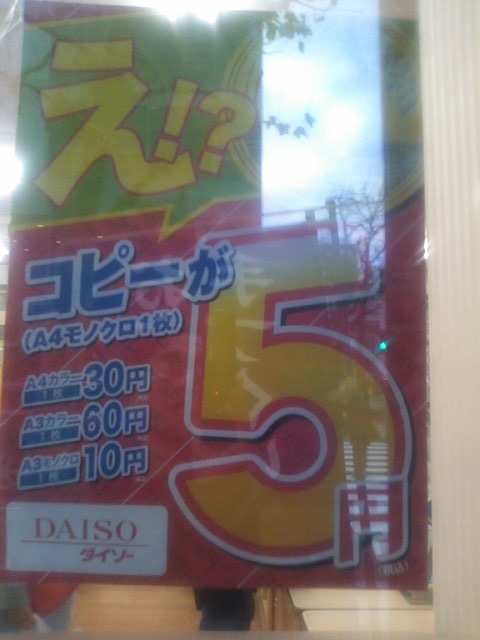 え!?
コピーが
5円
(A4モノクロ1枚)
A4カラー 1枚 30円
A3カラー 1枚 60円
A3モノクロ 1枚 10円
(税込)
DAISO
ダイソー